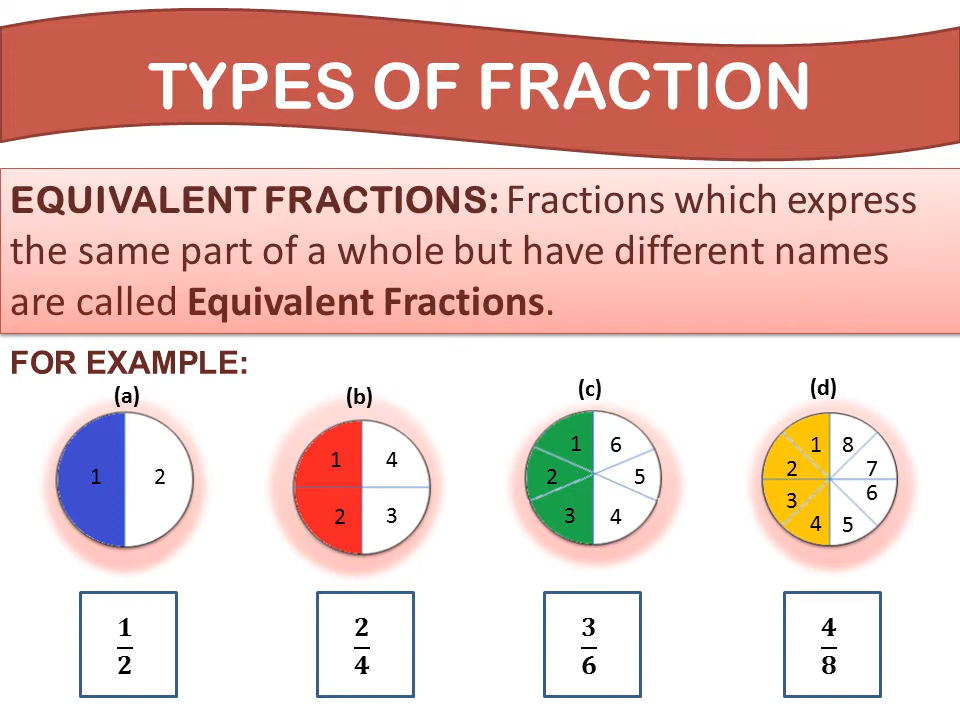 TYPES OF FRACTION
EQUIVALENT FRACTIONS: Fractions which express
the same part of a whole but have different names
are called Equivalent Fractions.
FOR EXAMPLE:
(a)
1 2
1/2
(b)
1 4
2 3
2/4
(c)
1 6
2 5
3 4
3/6
(d)
1 8
2 7
3 6
4 5
4/8